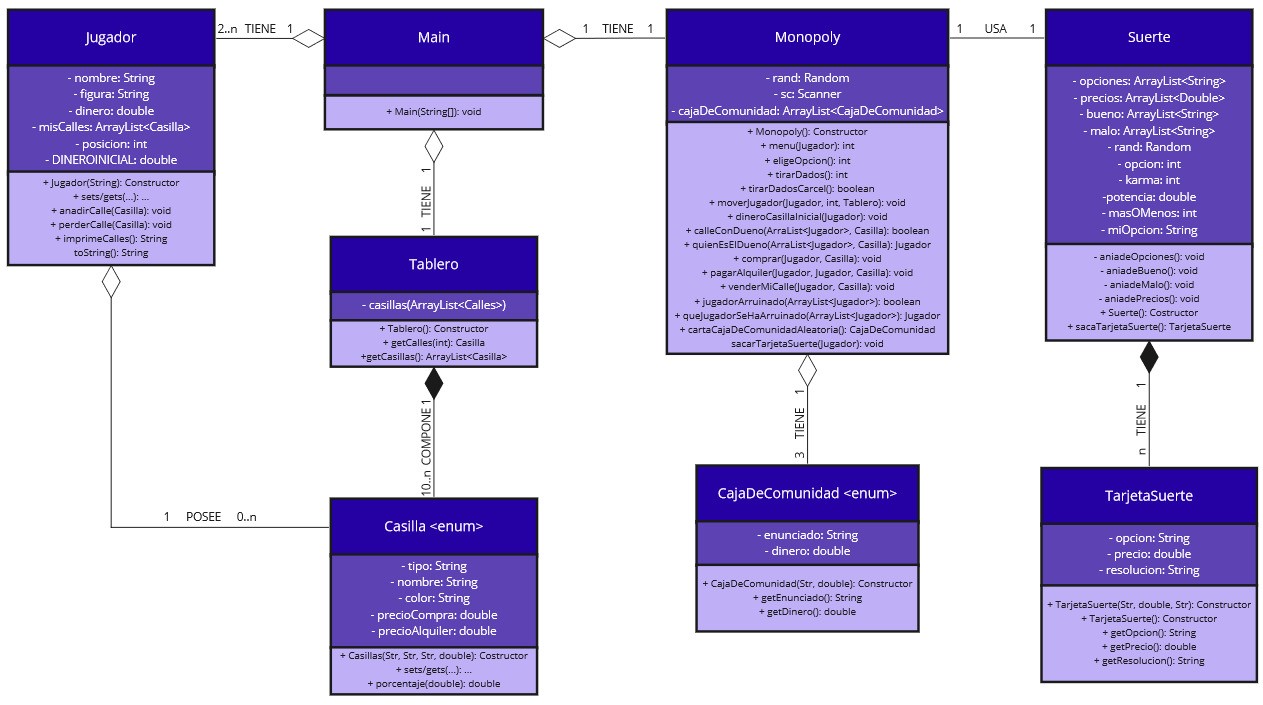 Jugador
- nombre: String
- figura: String
- dinero: double
- misCalles: ArrayList<Casilla>
- posicion: int
- DINEROINICIAL: double
+ Jugador(String): Constructor
+ sets/gets(...): ...
+ anadirCalle(Casilla): void
+ perderCalle(Casilla): void
+ imprimeCalles(): String
toString(): String
2..n TIENE 1
Main
+ Main(String[]): void
1 TIENE 1
Monopoly
- rand: Random
- sc: Scanner
- cajaDeComunidad: ArrayList<CajaDeComunidad>
+ Monopoly(): Constructor
+ menu(Jugador): int
+ eligeOpcion(): int
+ tirarDados(): int
+ tirarDadosCarcel(): boolean
+ moverJugador(Jugador, int, Tablero): void
+ dineroCasillaInicial(Jugador): void
+ calleConDueno(ArraList<Jugador>, Casilla): boolean
+ quienEsElDueno(ArraList<Jugador>, Casilla): Jugador
+ comprar(Jugador, Casilla): void
+ pagarAlquiler(Jugador, Jugador, Casilla): void
+ venderMiCalle(Jugador, Casilla): void
+ jugadorArruinado(ArrayList<Jugador>): boolean
+ queJugadorSeHaArruinado(ArrayList<Jugador>): Jugador
+ cartaCajaDeComunidadAleatoria(): CajaDeComunidad
sacarTarjetaSuerte(Jugador): void
1 USA 1
Suerte
- opciones: ArrayList<String>
- precios: ArrayList<Double>
- bueno: ArrayList<String>
- malo: ArrayList<String>
- rand: Random
- opcion: int
- karma: int
-potencia: double
- masOMenos: int
- miOpcion: String
- aniadeOpciones(): void
- aniadeBueno(): void
- aniadeMalo(): void
- aniadePrecios(): void
+ Suerte(): Costructor
+ sacaTarjetaSuerte(): TarjetaSuerte
1 TIENE 1
Tablero
- casillas(ArrayList<Calles>)
+ Tablero(): Constructor
+ getCalles(int): Casilla
+getCasillas(): ArrayList<Casilla>
10..n COMPONE 1
1 POSEE 0..n
Casilla <enum>
- tipo: String
- nombre: String
- color: String
- precioCompra: double
- precioAlquiler: double
+ Casillas(Str, Str, Str, double): Costructor
+ sets/gets(...): ...
+ porcentaje(double): double
3 TIENE 1
CajaDeComunidad <enum>
- enunciado: String
- dinero: double
+ CajaDeComunidad(Str, double): Constructor
+ getEnunciado(): String
+ getDinero(): double
n TIENE 1
TarjetaSuerte
- opcion: String
- precio: double
- resolucion: String
+ TarjetaSuerte(Str, double, Str): Constructor
+ TarjetaSuerte(): Constructor
+ getOpcion(): String
+ getPrecio(): double
+ getResolucion(): String